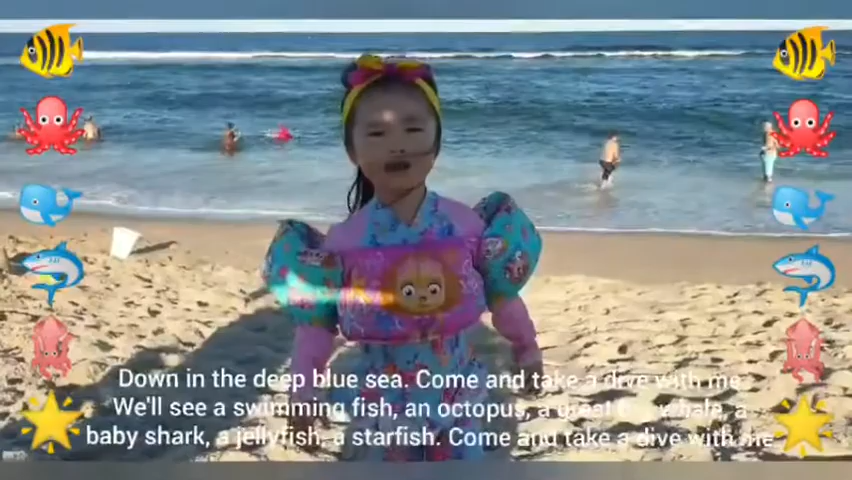 Down in the deep blue sea. Come and take a dive with me
We'll see a swimming fish, an octopus, a great whale, a
baby shark, a jellyfish, a starfish. Come and take a dive with me